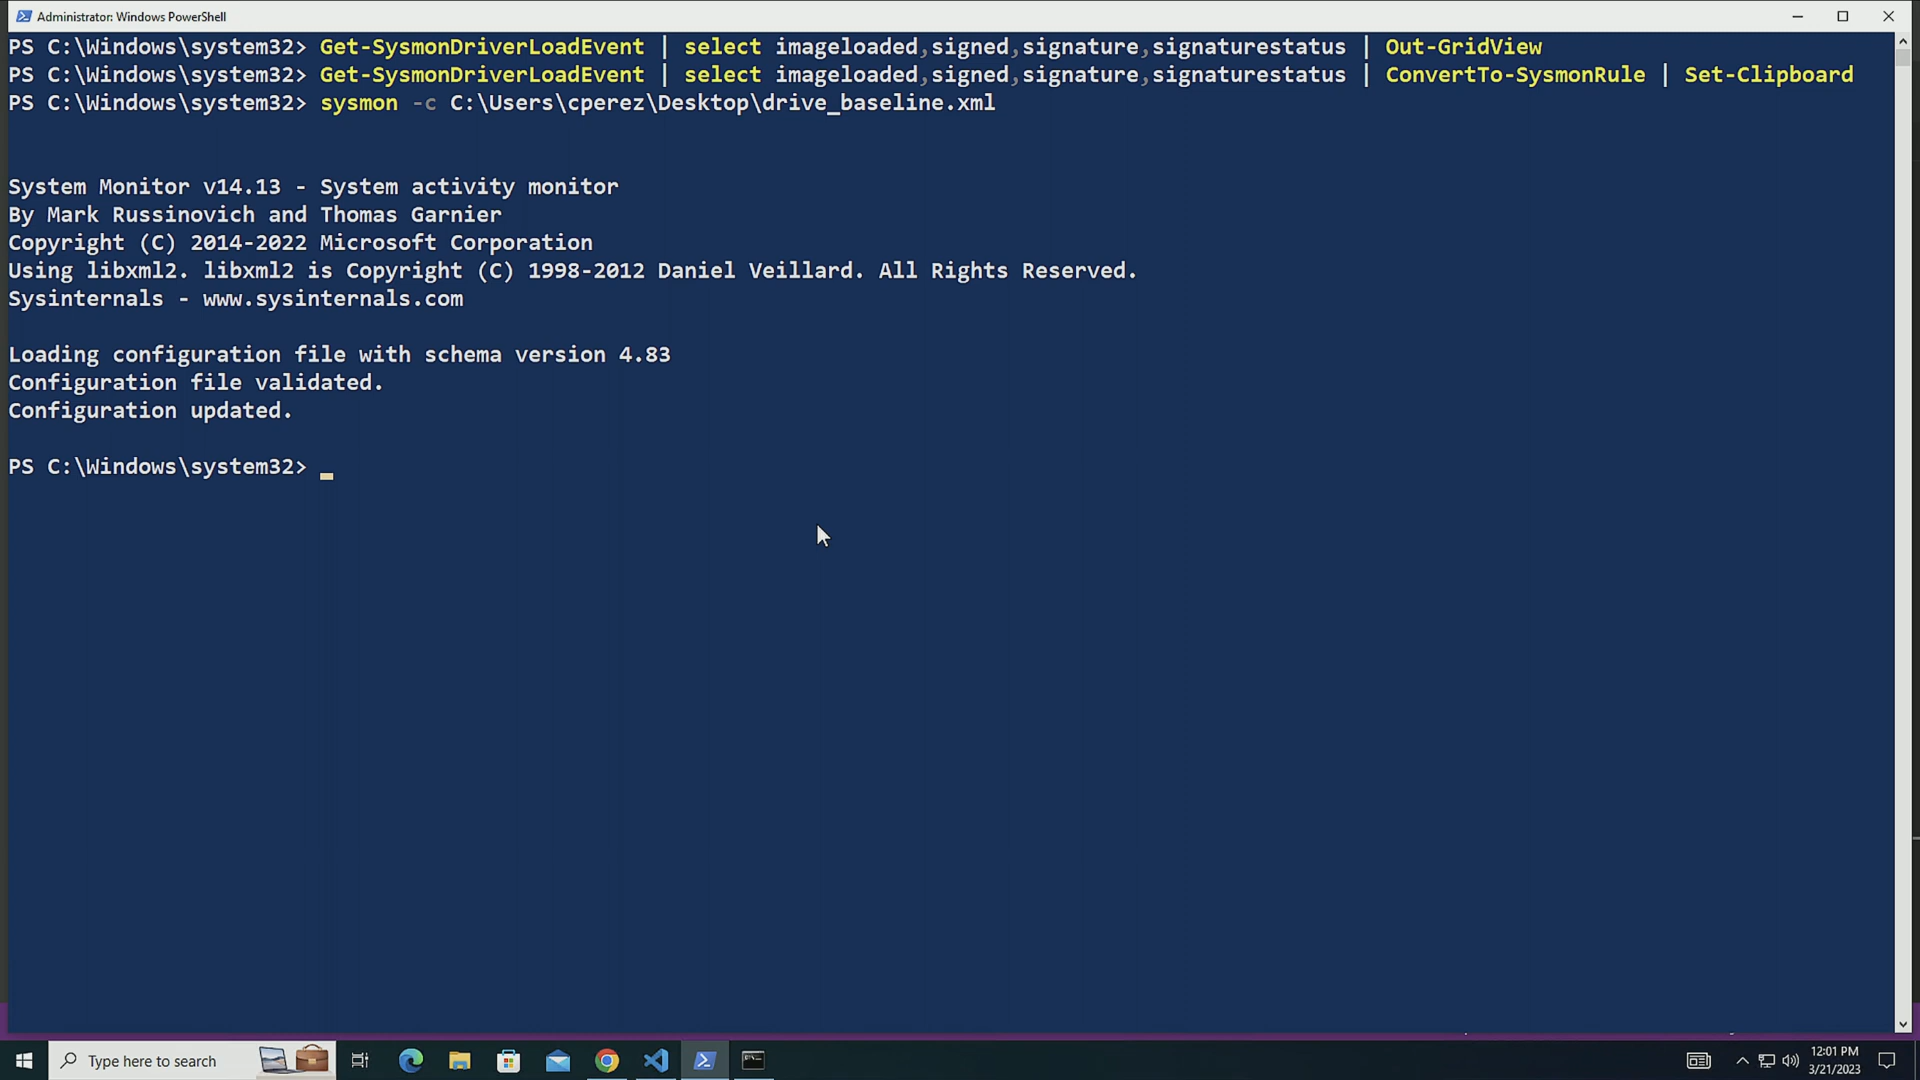 Administrator: Windows PowerShell
PS C:\Windows\system32> Get-SysmonDriverLoadEvent | select imageloaded,signed,signature,signaturestatus | Out-GridView
PS C:\Windows\system32> Get-SysmonDriverLoadEvent | select imageloaded,signed,signature,signaturestatus | ConvertTo-SysmonRule | Set-Clipboard
PS C:\Windows\system32> sysmon -c C:\Users\cperez\Desktop\drive_baseline.xml
System Monitor v14.13 - System activity monitor
By Mark Russinovich and Thomas Garnier
Copyright (C) 2014-2022 Microsoft Corporation
Using libxml2. libxml2 is Copyright (C) 1998-2012 Daniel Veillard. All Rights Reserved.
Sysinternals - www.sysinternals.com
Loading configuration file with schema version 4.83
Configuration file validated.
Configuration updated.
PS C:\Windows\system32>
Type here to search
12:01 PM
3/21/2023